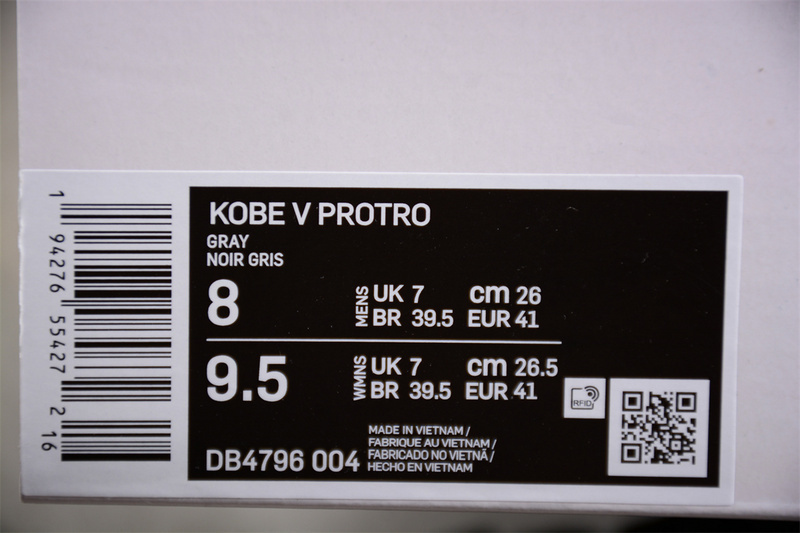 KOBE V PROTRO
GRAY
NOIR GRIS
8 MENS UK 7 cm 26
BR 39.5 EUR 41
9.5 WMNS UK 7 cm 26.5
BR 39.5 EUR 41
RFID
DB4796 004
MADE IN VIETNAM /
FABRIQUE AU VIETNAM /
FABRICADO NO VIETNÃ /
HECHO EN VIETNAM
1 94276 55427 2 16